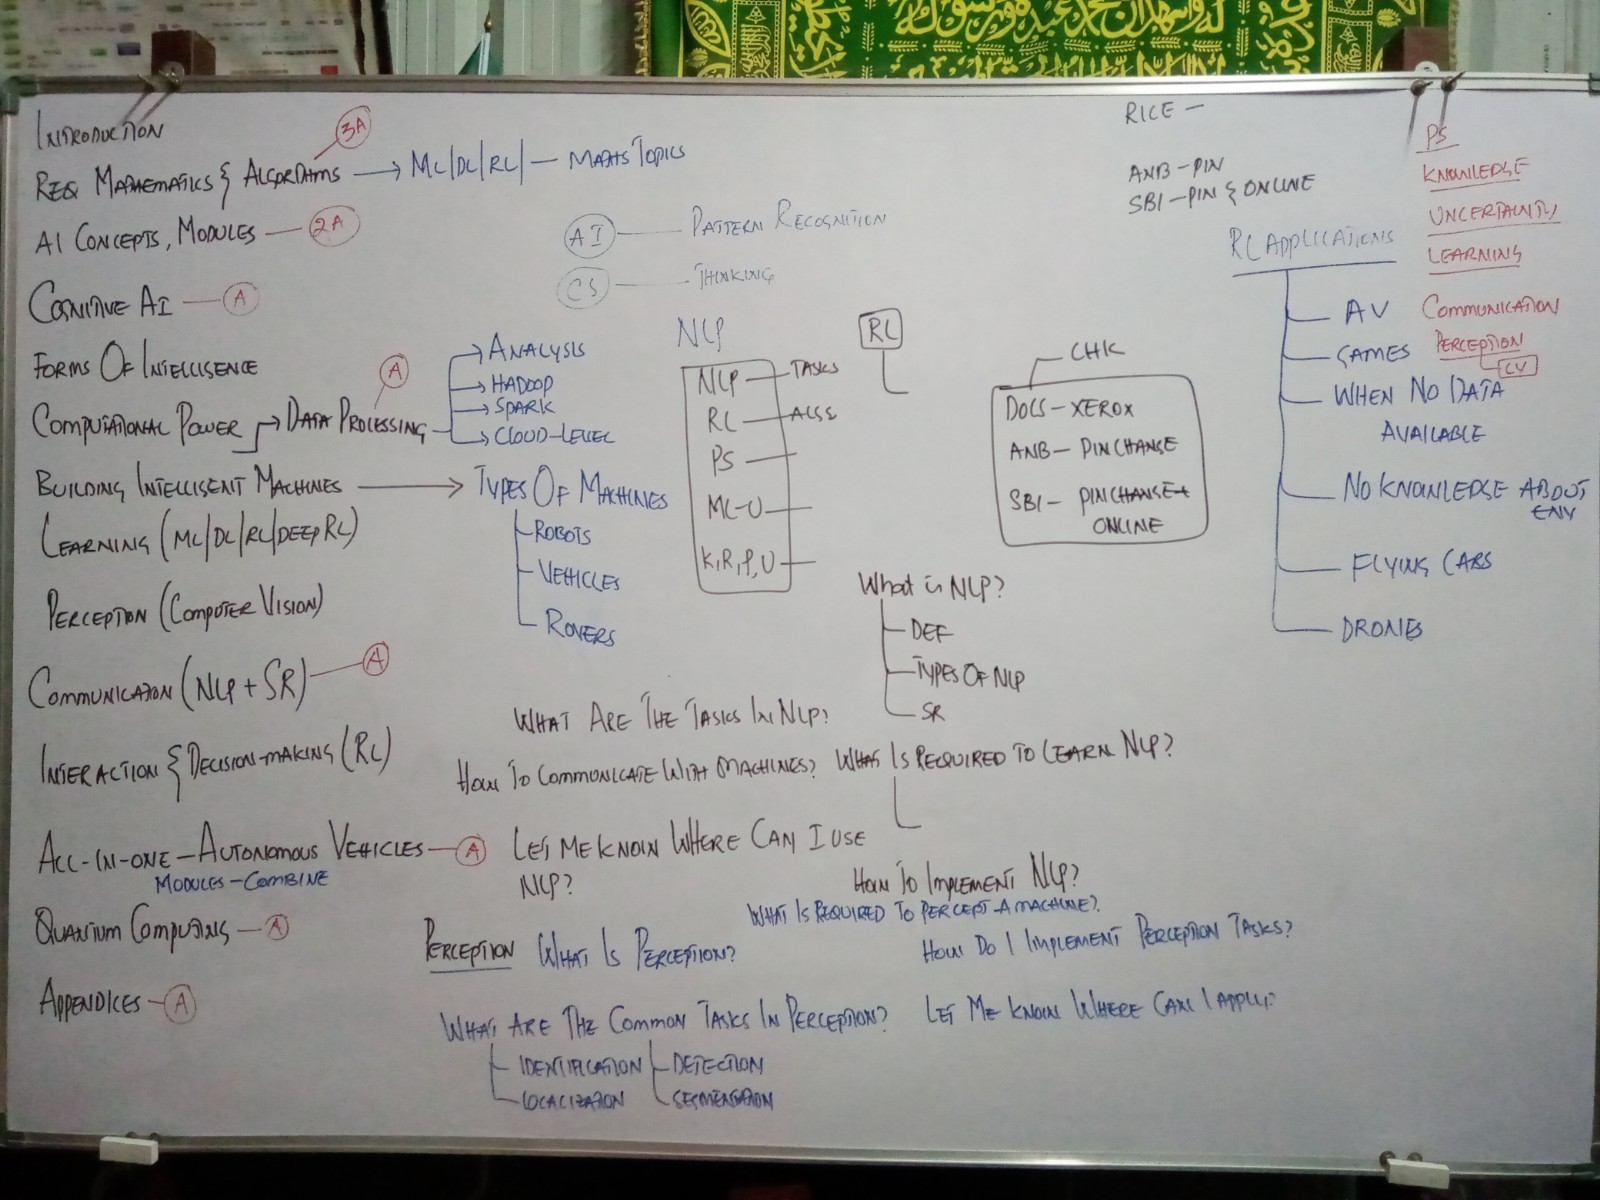 INTRODUCTION
REQ MATHEMATICS & ALGORITHMS
3A
→ ML/DL/RL/ — MATHS TOPICS
AI CONCEPTS, MODULES — 2A
COGNITIVE AI — A
FORMS OF INTELLIGENCE
COMPUTATIONAL POWER → DATA PROCESSING
A
→ ANALYSIS
→ HADOOP
→ SPARK
→ CLOUD-LEVEL
BUILDING INTELLIGENT MACHINES → TYPES OF MACHINES
ROBOTS
VEHICLES
ROVERS
LEARNING (ML/DL/RL/DEEP RL)
PERCEPTION (COMPUTER VISION)
COMMUNICATION (NLP + SR) — A
INTERACTION & DECISION-MAKING (RL)
ALL-IN-ONE — AUTONOMOUS VEHICLES — A
MODULES-COMBINE
QUANTUM COMPUTING — A
APPENDICES — A
AI — PATTERN RECOGNITION
CS — THINKING
NLP
NLP — TASKS
RL — ALGS
PS —
ML-U —
K,R,P,U —
RL
RICE —
ANB-PIN
SBI-PIN & ONLINE
CHK
DOCS-XEROX
ANB- PIN CHANGE
SBI- PINCHANGE+
ONLINE
RL APPLICATIONS
AV
GAMES
WHEN NO DATA
AVAILABLE
NO KNOWLEDGE ABOUT
ENV
FLYING CARS
DRONES
PS
KNOWLEDGE
UNCERTAINTY
LEARNING
COMMUNICATION
PERCEPTION
CV
What is NLP?
DEF
TYPES OF NLP
SR
WHAT ARE THE TASKS IN NLP?
HOW TO COMMUNICATE WITH MACHINES?
WHAT IS REQUIRED TO LEARN NLP?
LET ME KNOW WHERE CAN I USE
NLP?
HOW TO IMPLEMENT NLP?
WHAT IS REQUIRED TO PERCEPT A MACHINE?
PERCEPTION
WHAT IS PERCEPTION?
HOW DO I IMPLEMENT PERCEPTION TASKS?
WHAT ARE THE COMMON TASKS IN PERCEPTION?
IDENTIFICATION
LOCALIZATION
DETECTION
SEGMENTATION
LET ME KNOW WHERE CAN I APPLY?